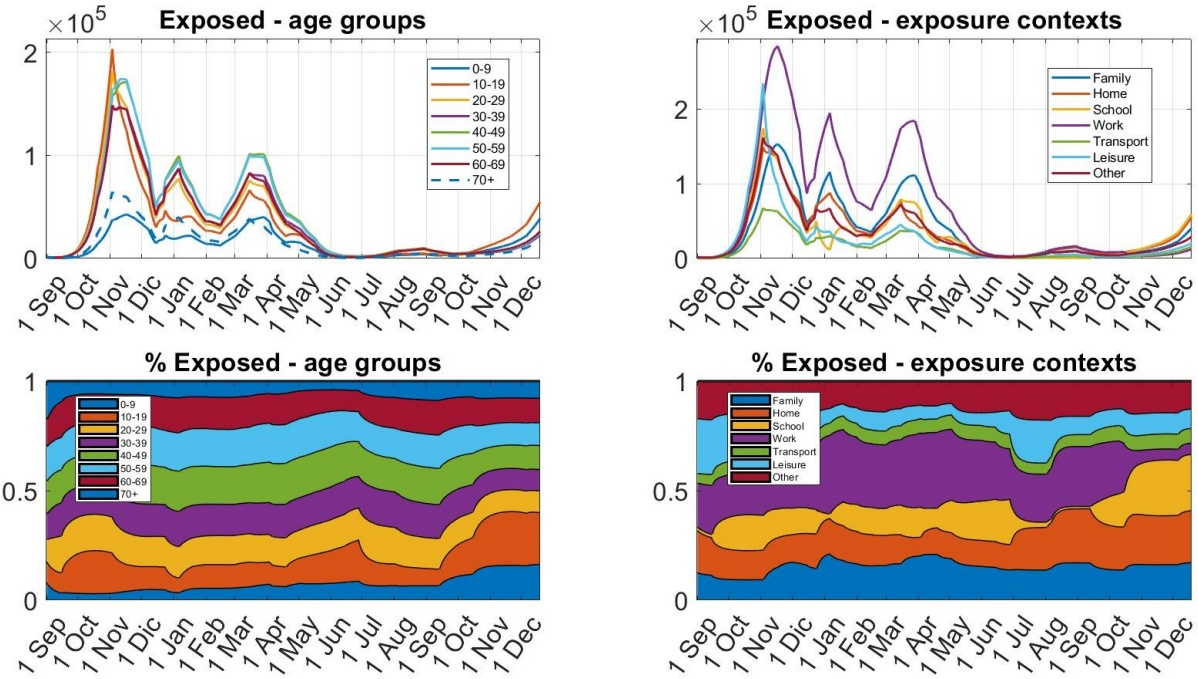 Exposed - age groups
×10⁵
2
1
0
0-9
10-19
20-29
30-39
40-49
50-59
60-69
70+
1 Sep
1 Oct
1 Nov
1 Dic
1 Jan
1 Feb
1 Mar
1 Apr
1 May
1 Jun
1 Jul
1 Aug
1 Sep
1 Oct
1 Nov
1 Dec
Exposed - exposure contexts
×10⁵
2
1
0
Family
Home
School
Work
Transport
Leisure
Other
1 Sep
1 Oct
1 Nov
1 Dic
1 Jan
1 Feb
1 Mar
1 Apr
1 May
1 Jun
1 Jul
1 Aug
1 Sep
1 Oct
1 Nov
1 Dec
% Exposed - age groups
1
0.5
0
0-9
10-19
20-29
30-39
40-49
50-59
60-69
70+
1 Sep
1 Oct
1 Nov
1 Dic
1 Jan
1 Feb
1 Mar
1 Apr
1 May
1 Jun
1 Jul
1 Aug
1 Sep
1 Oct
1 Nov
1 Dec
% Exposed - exposure contexts
1
0.5
0
Family
Home
School
Work
Transport
Leisure
Other
1 Sep
1 Oct
1 Nov
1 Dic
1 Jan
1 Feb
1 Mar
1 Apr
1 May
1 Jun
1 Jul
1 Aug
1 Sep
1 Oct
1 Nov
1 Dec